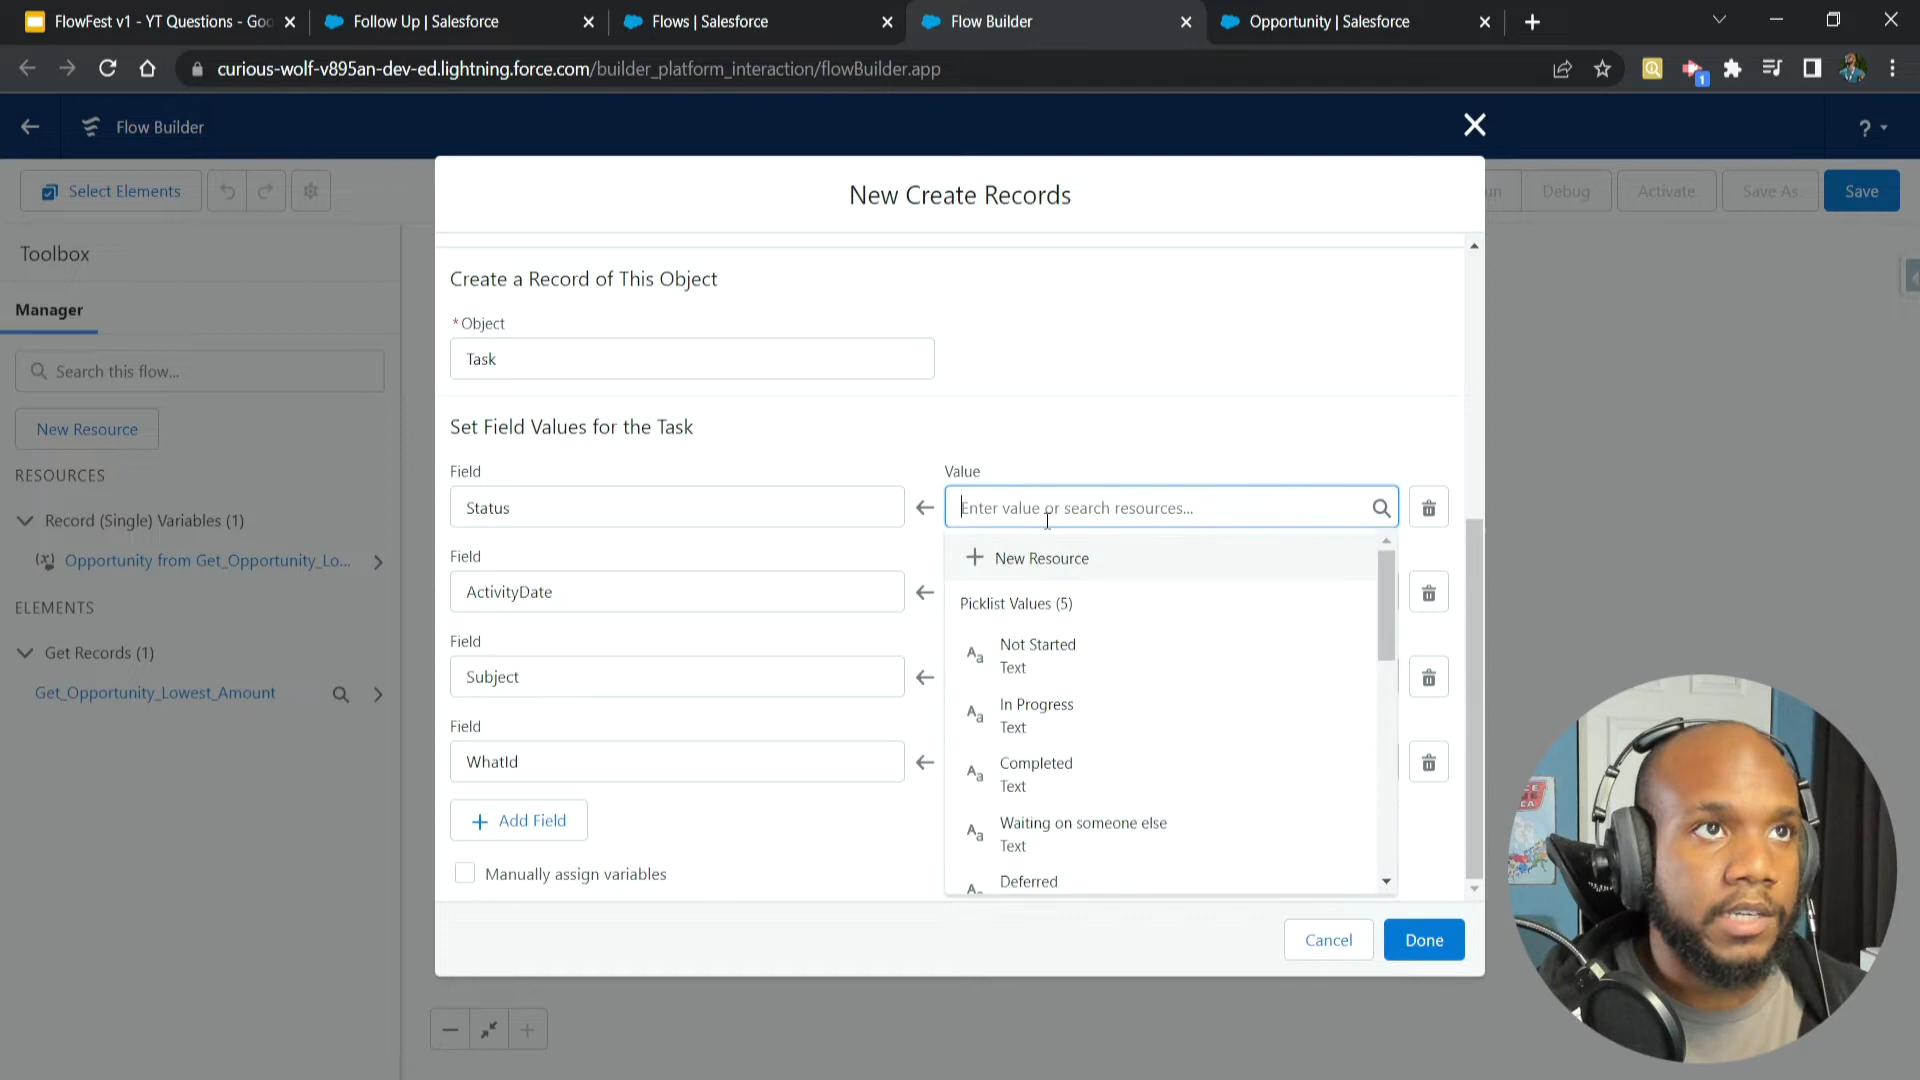 FlowFest v1 - YT Questions - Goo
Follow Up | Salesforce
Flows | Salesforce
Flow Builder
Opportunity | Salesforce
curious-wolf-v895an-dev-ed.lightning.force.com/builder_platform_interaction/flowBuilder.app
1
Flow Builder
?
Select Elements
Debug
Activate
Save As
Save
New Create Records
Toolbox
Manager
Search this flow...
New Resource
RESOURCES
Record (Single) Variables (1)
Opportunity from Get_Opportunity_Lo...
ELEMENTS
Get Records (1)
Get_Opportunity_Lowest_Amount
Create a Record of This Object
*Object
Task
Set Field Values for the Task
Field
Value
Status
Enter value or search resources...
Field
ActivityDate
Field
Subject
Field
WhatId
New Resource
Picklist Values (5)
Aa
Not Started
Text
Aa
In Progress
Text
Aa
Completed
Text
Aa
Waiting on someone else
Text
Deferred
Add Field
Manually assign variables
Cancel
Done